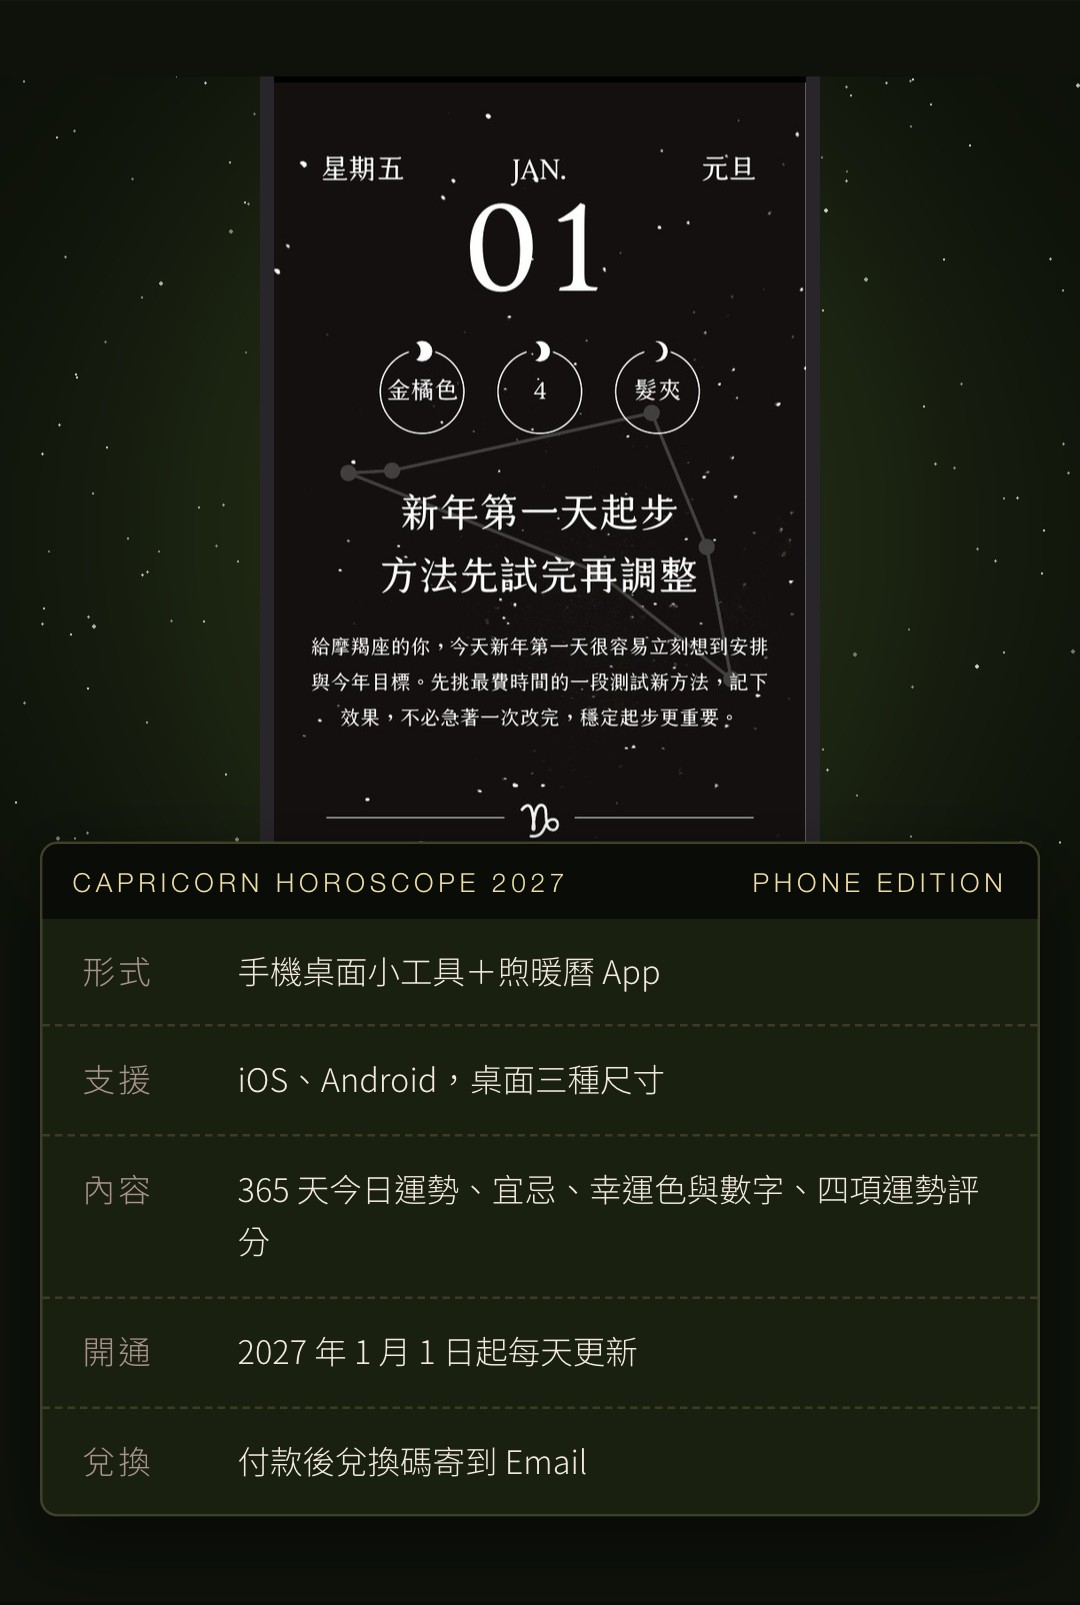 星期五 JAN. 元旦
01
金橘色 4 髮夾
新年第一天起步
方法先試完再調整
給摩羯座的你，今天新年第一天很容易立刻想到安排
與今年目標。先挑最費時間的一段測試新方法，記下
效果，不必急著一次改完，穩定起步更重要。
CAPRICORN HOROSCOPE 2027 PHONE EDITION
形式 手機桌面小工具＋煦暖曆 App
支援 iOS、Android，桌面三種尺寸
內容 365 天今日運勢、宜忌、幸運色與數字、四項運勢評
分
開通 2027 年 1 月 1 日起每天更新
兌換 付款後兌換碼寄到 Email